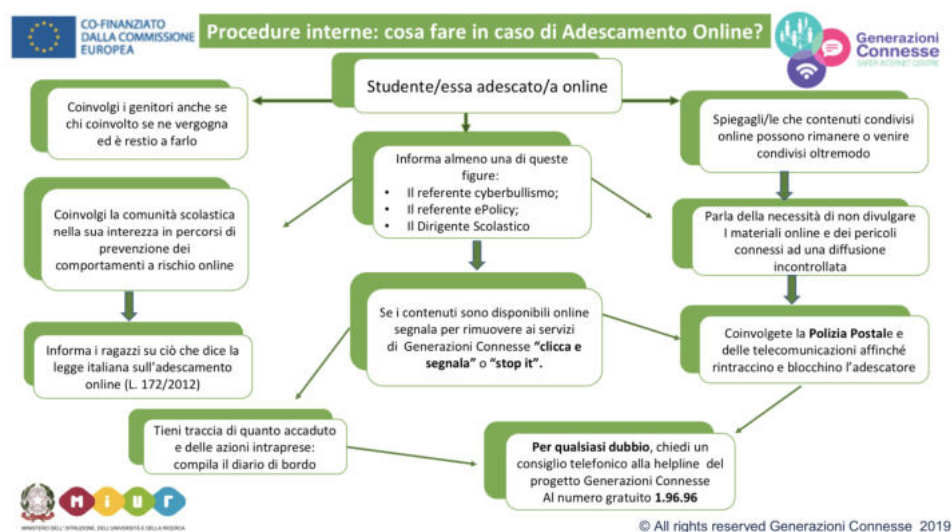 CO-FINANZIATO
DALLA COMMISSIONE
EUROPEA
Procedure interne: cosa fare in caso di Adescamento Online?
Generazioni
Connesse
SAFER INTERNET CENTRE
Studente/essa adescato/a online
Coinvolgi i genitori anche se
chi coinvolto se ne vergogna
ed è restio a farlo
Informa almeno una di queste
figure:
• Il referente cyberbullismo;
• Il referente ePolicy;
• Il Dirigente Scolastico
Spiegagli/le che contenuti condivisi
online possono rimanere o venire
condivisi oltremodo
Coinvolgi la comunità scolastica
nella sua interezza in percorsi di
prevenzione dei
comportamenti a rischio online
Parla della necessità di non divulgare
I materiali online e dei pericoli
connessi ad una diffusione
incontrollata
Se i contenuti sono disponibili online
segnala per rimuovere ai servizi
di Generazioni Connesse "clicca e
segnala" o "stop it".
Informa i ragazzi su ciò che dice la
legge italiana sull'adescamento
online (L. 172/2012)
Coinvolgete la Polizia Postale e
delle telecomunicazioni affinché
rintraccino e blocchino l'adescatore
Tieni traccia di quanto accaduto
e delle azioni intraprese:
compila il diario di bordo
Per qualsiasi dubbio, chiedi un
consiglio telefonico alla helpline del
progetto Generazioni Connesse
Al numero gratuito 1.96.96
miur
MINISTERO DELL'ISTRUZIONE, DELL'UNIVERSITÀ E DELLA RICERCA
© All rights reserved Generazioni Connesse 2019